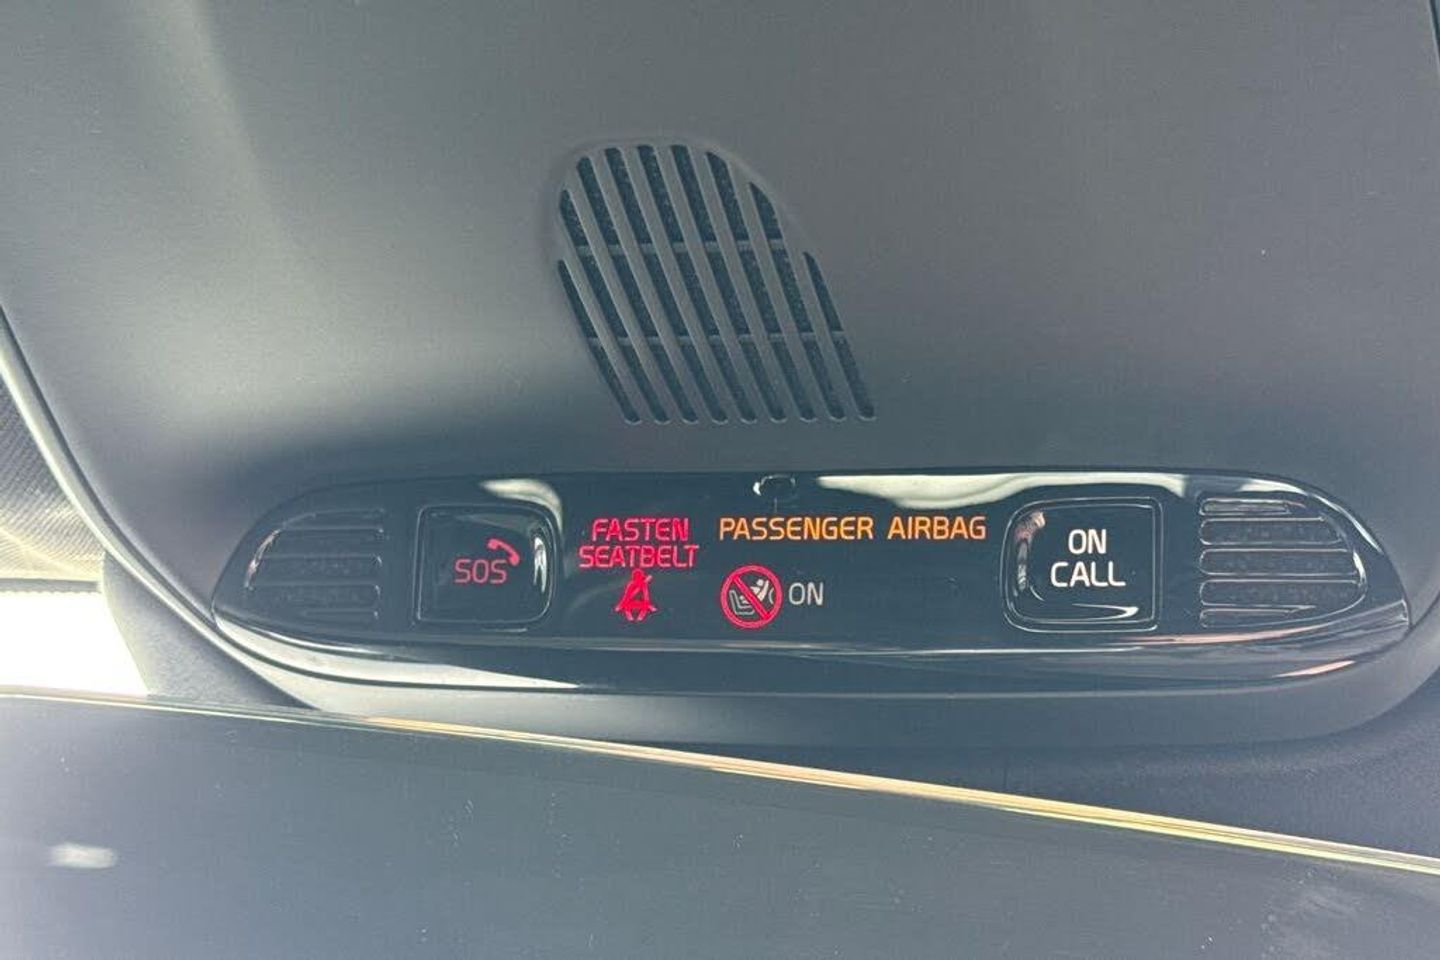 SOS
FASTEN
SEATBELT
PASSENGER AIRBAG
ON
ON
CALL